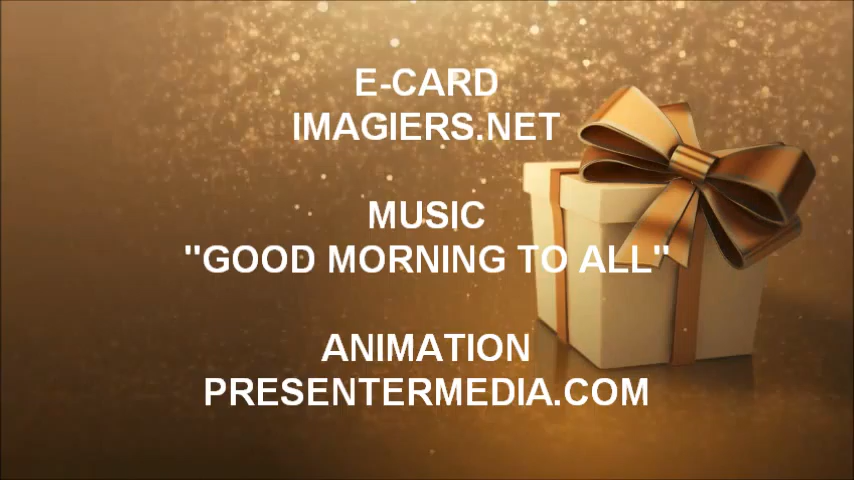 E-CARD
IMAGIERS.NET
MUSIC
"GOOD MORNING TO ALL"
ANIMATION
PRESENTERMEDIA.COM